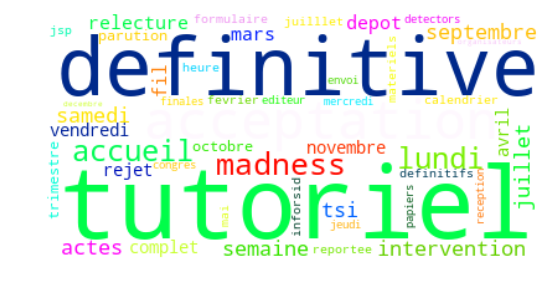 relecture
formulaire
juilllet
depot
detectors
jsp
parution
mars
septembre
definitive
fil
heure
envoi
materiels
decembre
finales
fevrier
editeur
mercredi
calendrier
samedi
acceptation
vendredi
accueil
octobre
novembre
avril
lundi
juillet
trimestre
rejet
congres
madness
definitifs
tutoriel
mai
inforsid
tsi
jeudi
papiers
reception
actes
complet
semaine
reportee
intervention